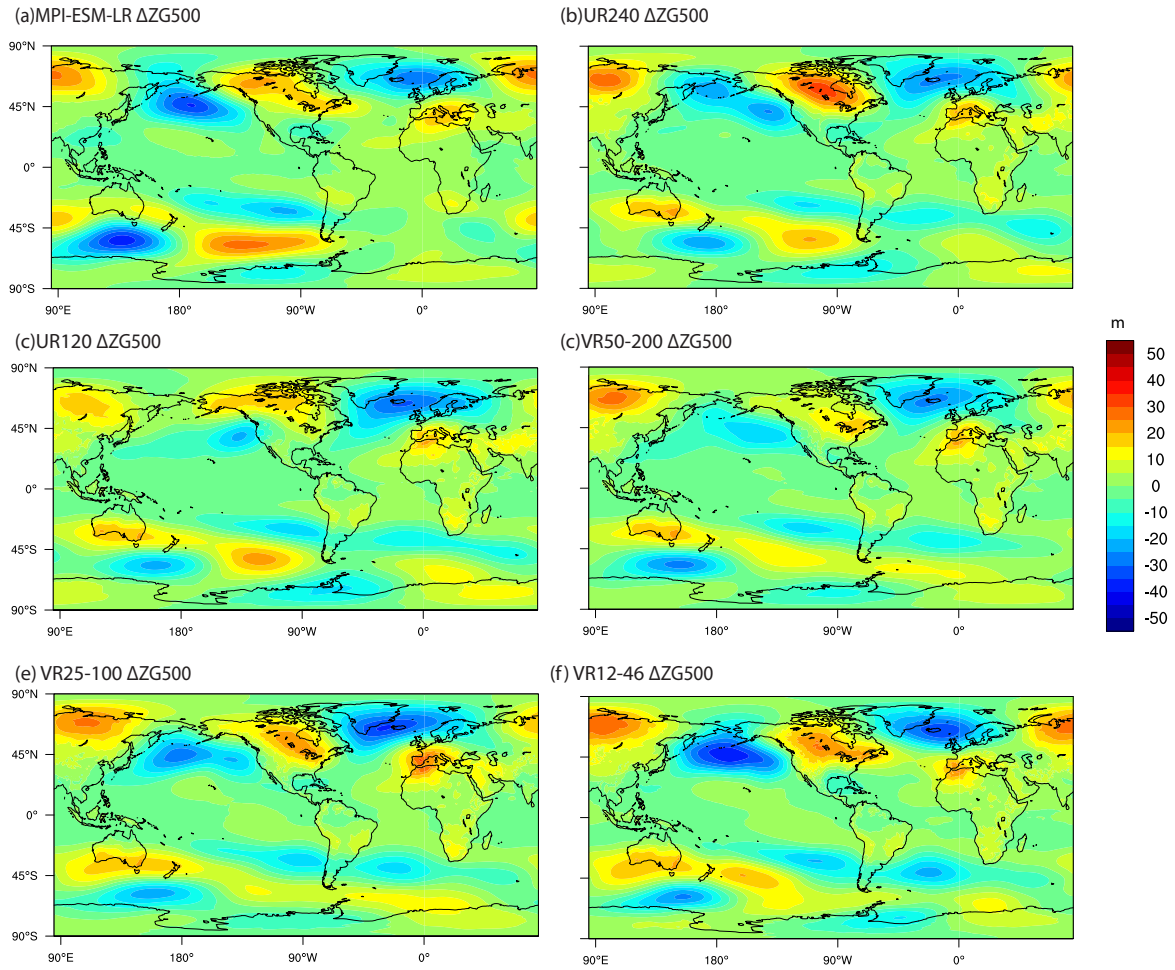 (a)MPI-ESM-LR ΔZG500
(b)UR240 ΔZG500
90°N
45°N
0°
45°S
90°S
90°E 180° 90°W 0°
90°E 180° 90°W 0°
(c)UR120 ΔZG500
(c)VR50-200 ΔZG500
90°N
45°N
0°
45°S
90°S
90°E 180° 90°W 0°
90°E 180° 90°W 0°
m
50
40
30
20
10
0
-10
-20
-30
-40
-50
(e) VR25-100 ΔZG500
(f) VR12-46 ΔZG500
90°N
45°N
0°
45°S
90°S
90°E 180° 90°W 0°
90°E 180° 90°W 0°